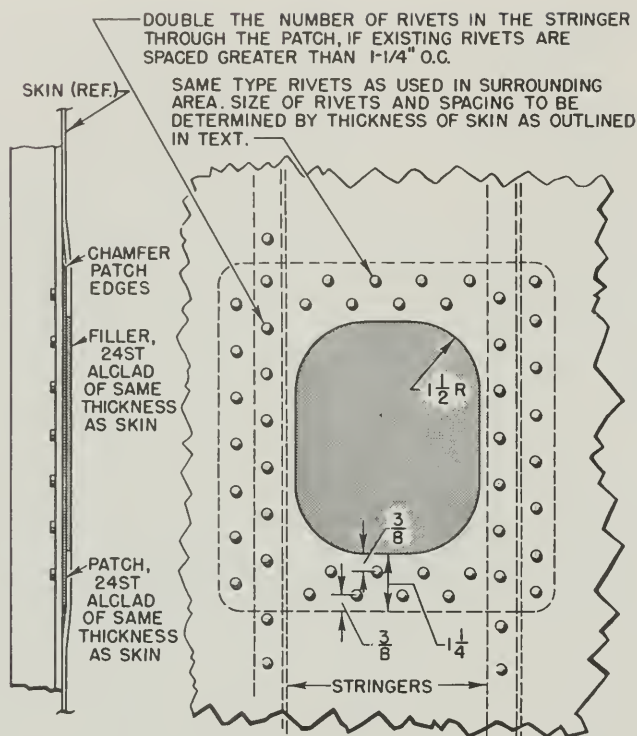 DOUBLE THE NUMBER OF RIVETS IN THE STRINGER
THROUGH THE PATCH, IF EXISTING RIVETS ARE
SPACED GREATER THAN 1-1/4" O.C.
SKIN (REF.)
SAME TYPE RIVETS AS USED IN SURROUNDING
AREA. SIZE OF RIVETS AND SPACING TO BE
DETERMINED BY THICKNESS OF SKIN AS OUTLINED
IN TEXT.
CHAMFER
PATCH
EDGES
FILLER,
24ST
ALCLAD
OF SAME
THICKNESS
AS SKIN
1 1/2 R
3/8
PATCH,
24ST
ALCLAD
OF SAME
THICKNESS
AS SKIN
3/8
1 1/4
STRINGERS